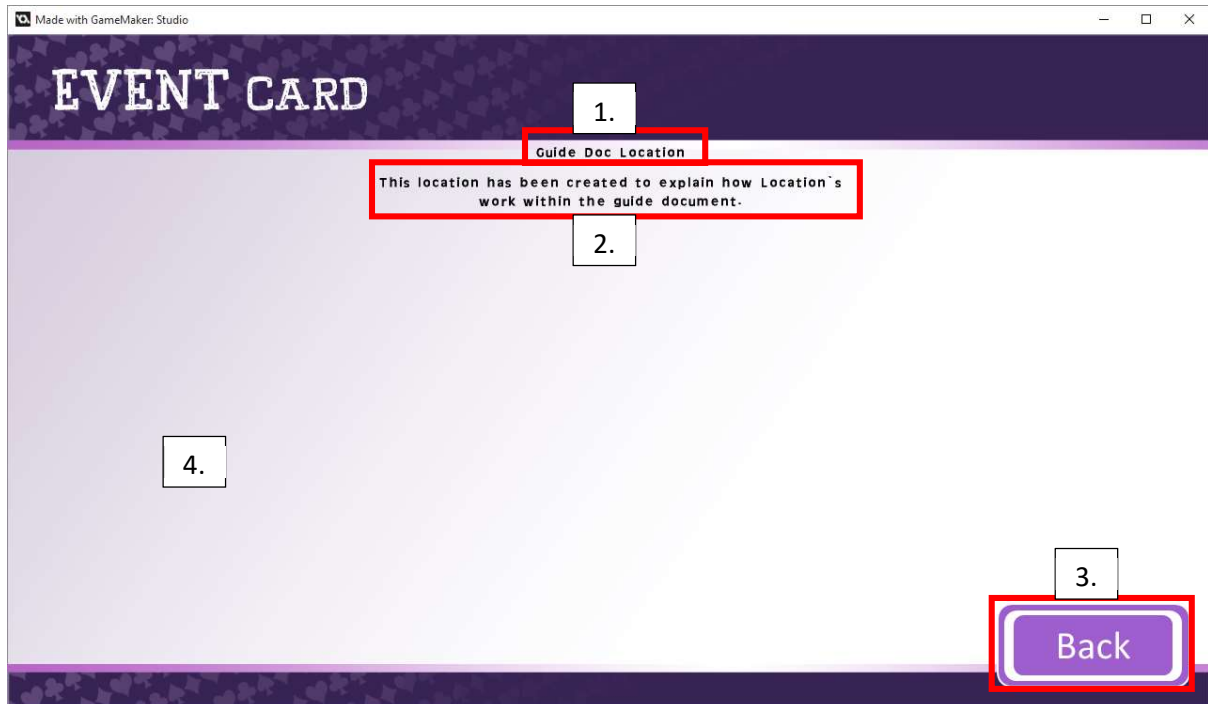 Made with GameMaker: Studio
EVENT CARD
1.
Guide Doc Location
This location has been created to explain how Location`s
work within the guide document.
2.
4.
3.
Back